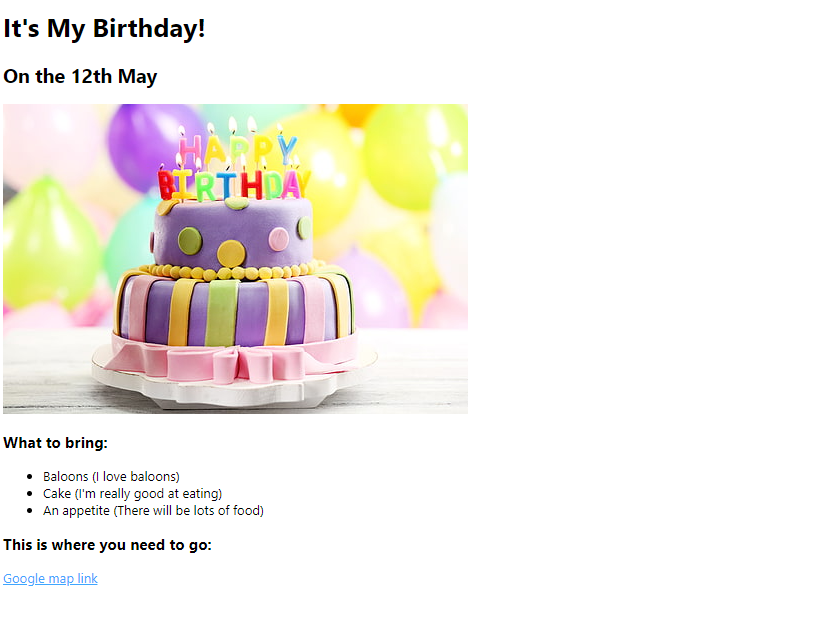 It's My Birthday!
On the 12th May
HAPPY
BIRTHDAY
What to bring:
Baloons (I love baloons)
Cake (I'm really good at eating)
An appetite (There will be lots of food)
This is where you need to go:
Google map link